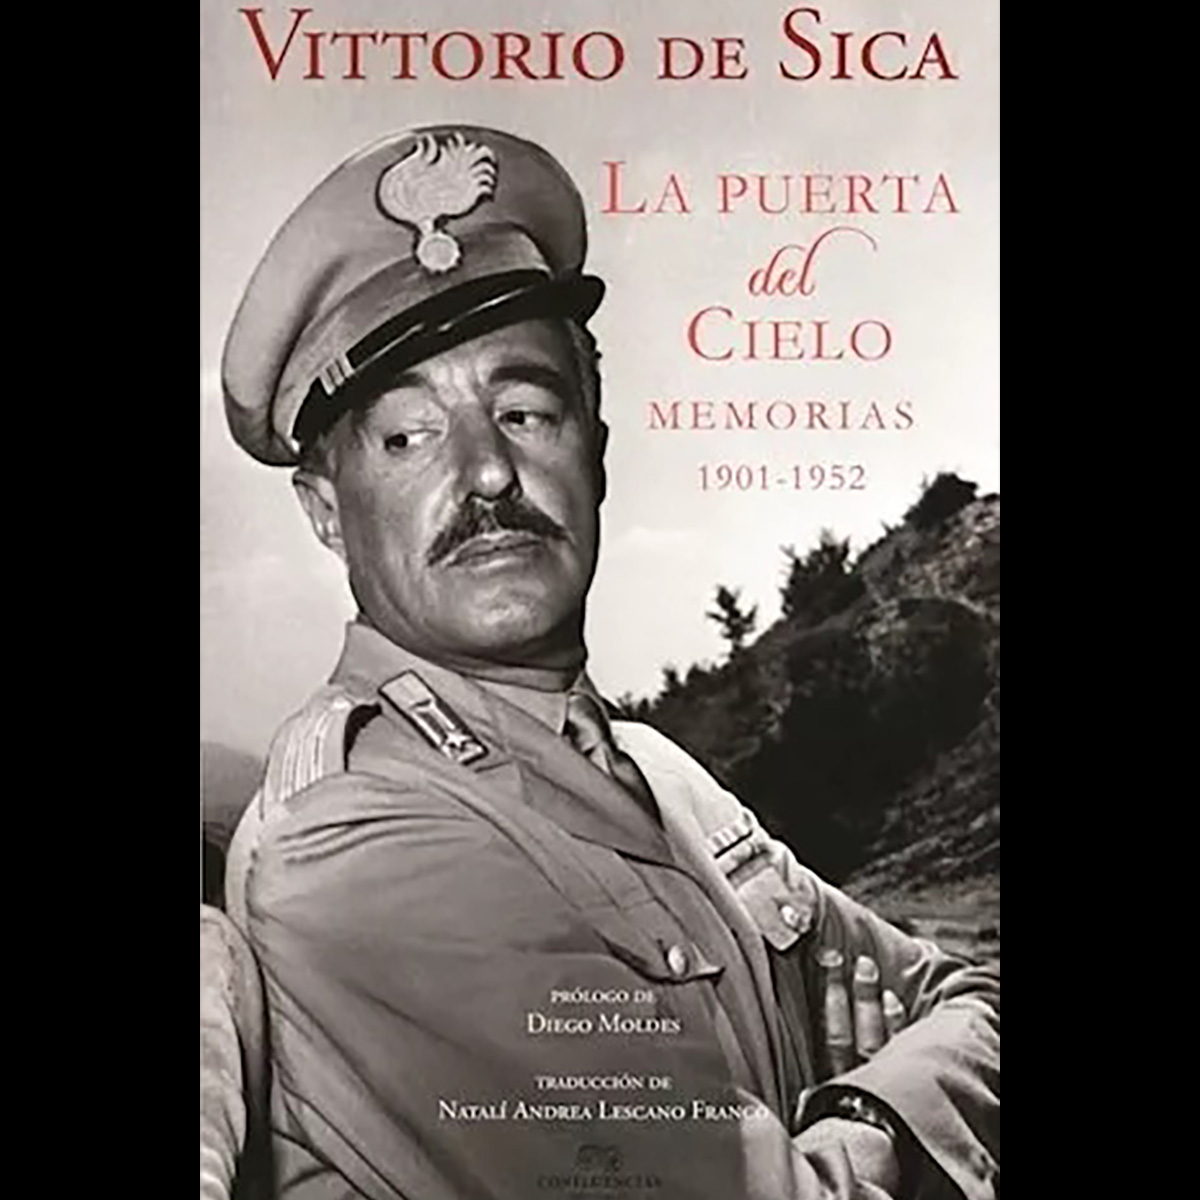 VITTORIO DE SICA
LA PUERTA
del
CIELO
MEMORIAS
1901-1952
PRÓLOGO DE
DIEGO MOLDES
TRADUCCIÓN DE
NATALÍ ANDREA LESCANO FRANCO
CONFLUENCIAS